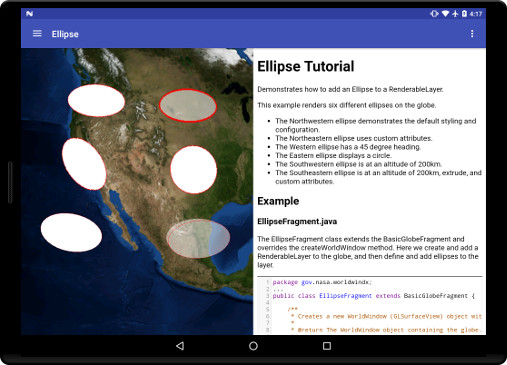 4:17
Ellipse
Ellipse Tutorial
Demonstrates how to add an Ellipse to a RenderableLayer.
This example renders six different ellipses on the globe.
• The Northwestern ellipse demonstrates the default styling and
configuration.
• The Northeastern ellipse uses custom attributes.
• The Western ellipse has a 45 degree heading.
• The Eastern ellipse displays a circle.
• The Southwestern ellipse is at an altitude of 200km.
• The Southeastern ellipse is at an altitude of 200km, extrude, and
custom attributes.
Example
EllipseFragment.java
The EllipseFragment class extends the BasicGlobeFragment and
overrides the createWorldWindow method. Here we create and add a
RenderableLayer to the globe, and then define and add ellipses to the
layer.
1 package gov.nasa.worldwindx;
2 ...
3 public class EllipseFragment extends BasicGlobeFragment {
4
5 /**
6 * Creates a new WorldWindow (GLSurfaceView) object wit
7 *
8 * @return The WorldWindow object containing the globe.